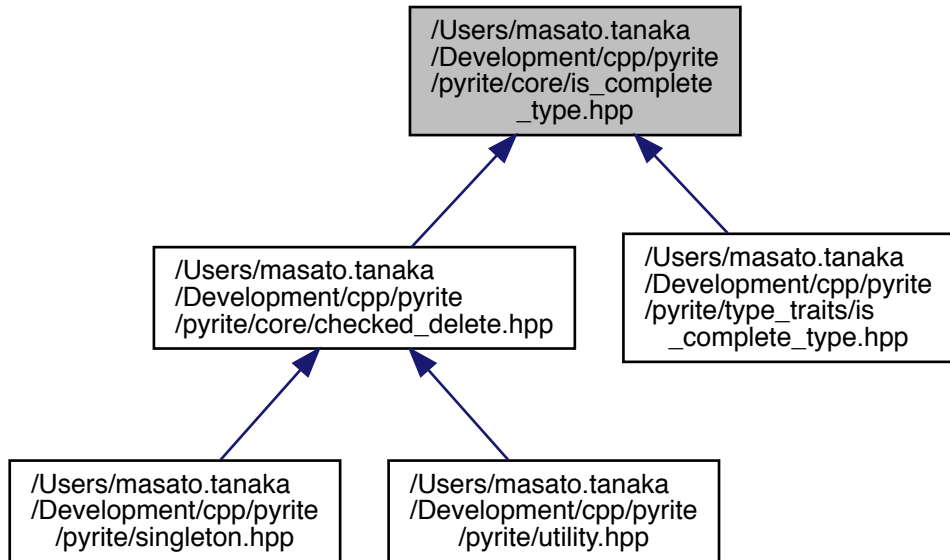 /Users/masato.tanaka
/Development/cpp/pyrite
/pyrite/core/is_complete
_type.hpp
/Users/masato.tanaka
/Development/cpp/pyrite
/pyrite/core/checked_delete.hpp
/Users/masato.tanaka
/Development/cpp/pyrite
/pyrite/type_traits/is
_complete_type.hpp
/Users/masato.tanaka
/Development/cpp/pyrite
/pyrite/singleton.hpp
/Users/masato.tanaka
/Development/cpp/pyrite
/pyrite/utility.hpp